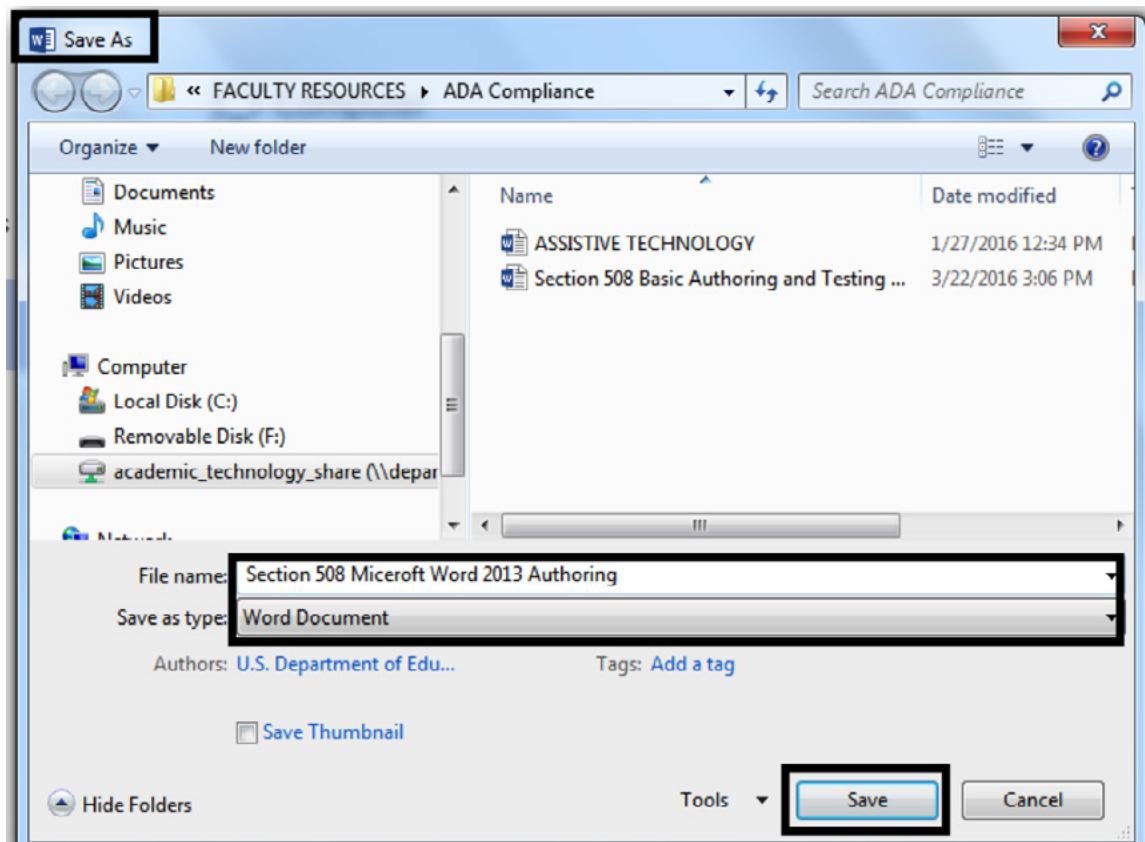 Save As
« FACULTY RESOURCES ▸ ADA Compliance
Search ADA Compliance
Organize
New folder
Documents
Music
Pictures
Videos
Computer
Local Disk (C:)
Removable Disk (F:)
academic_technology_share (\\depar
Network
Name
Date modified
ASSISTIVE TECHNOLOGY 1/27/2016 12:34 PM
Section 508 Basic Authoring and Testing ... 3/22/2016 3:06 PM
File name: Section 508 Miceroft Word 2013 Authoring
Save as type: Word Document
Authors: U.S. Department of Edu...
Tags: Add a tag
Save Thumbnail
Hide Folders
Tools
Save
Cancel